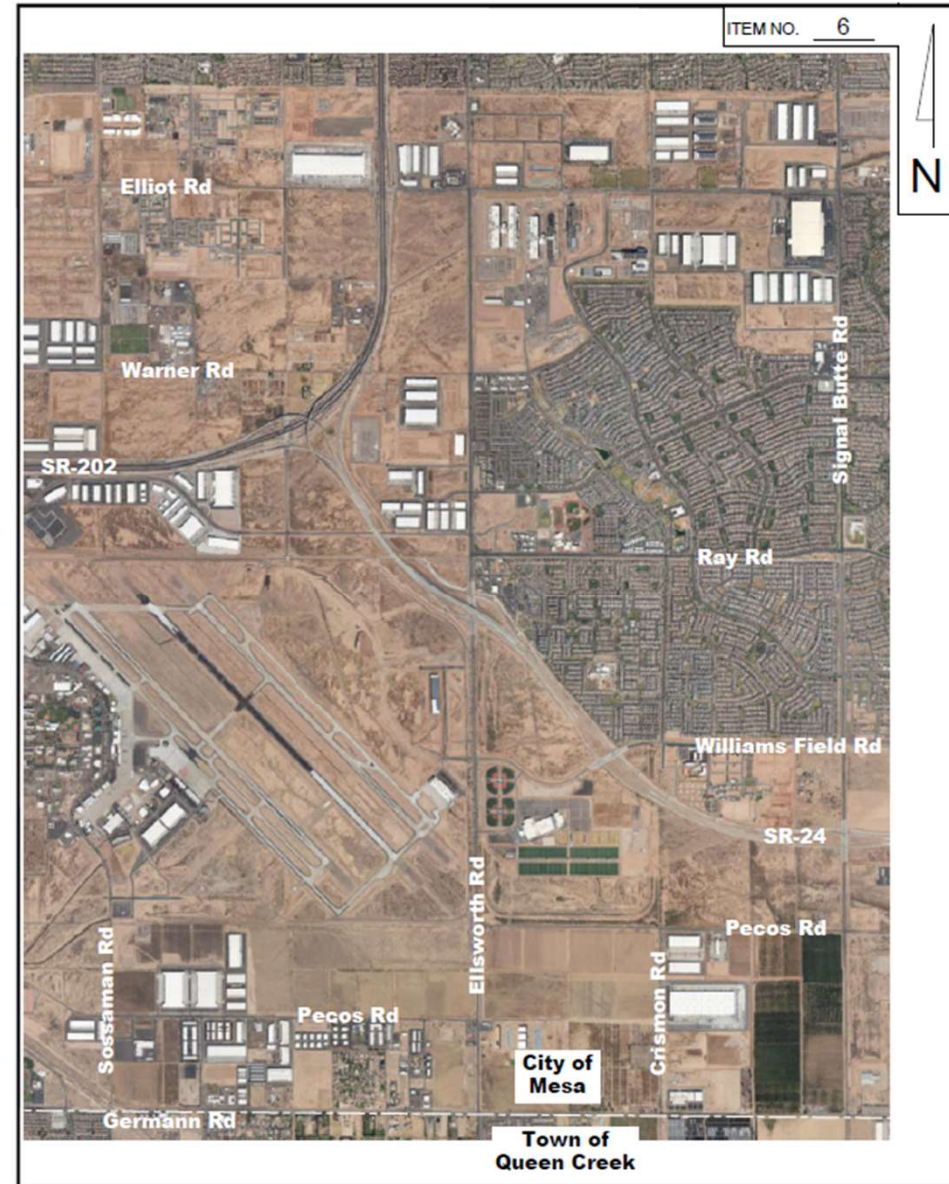 ITEM NO. 6
N
Elliot Rd
Warner Rd
Signal Butte Rd
SR-202
Ray Rd
Williams Field Rd
SR-24
Ellsworth Rd
Pecos Rd
Sossaman Rd
Crismon Rd
Pecos Rd
City of
Mesa
Germann Rd
Town of
Queen Creek